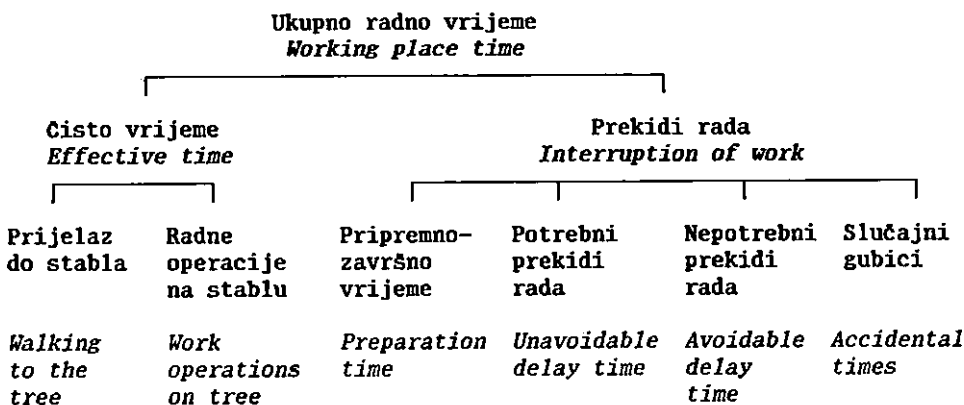 Ukupno radno vrijeme
Working place time
Čisto vrijeme
Effective time
Prekidi rada
Interruption of work
Prijelaz
do stabla
Radne
operacije
na stablu
Pripremno-
završno
vrijeme
Potrebni
prekidi
rada
Nepotrebni
prekidi
rada
Slučajni
gubici
Walking
to the
tree
Work
operations
on tree
Preparation
time
Unavoidable
delay time
Avoidable
delay
time
Accidental
times